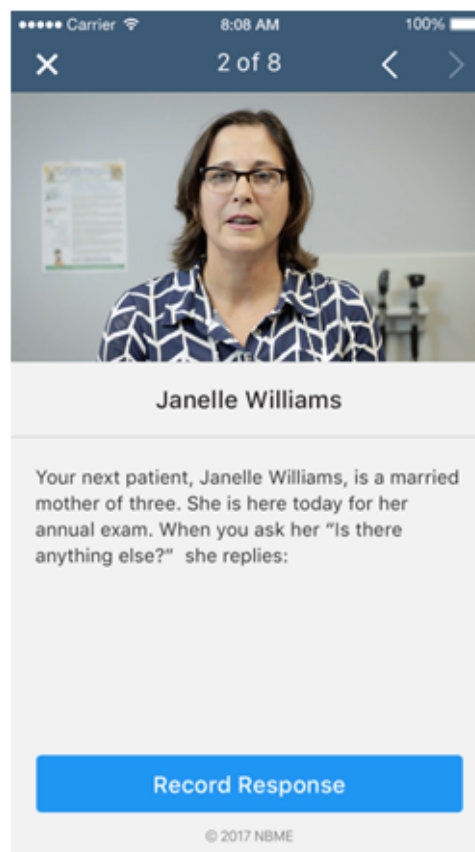 Carrier 8:08 AM 100%
2 of 8
Janelle Williams
Your next patient, Janelle Williams, is a married
mother of three. She is here today for her
annual exam. When you ask her “Is there
anything else?”  she replies:
Record Response
© 2017 NBME